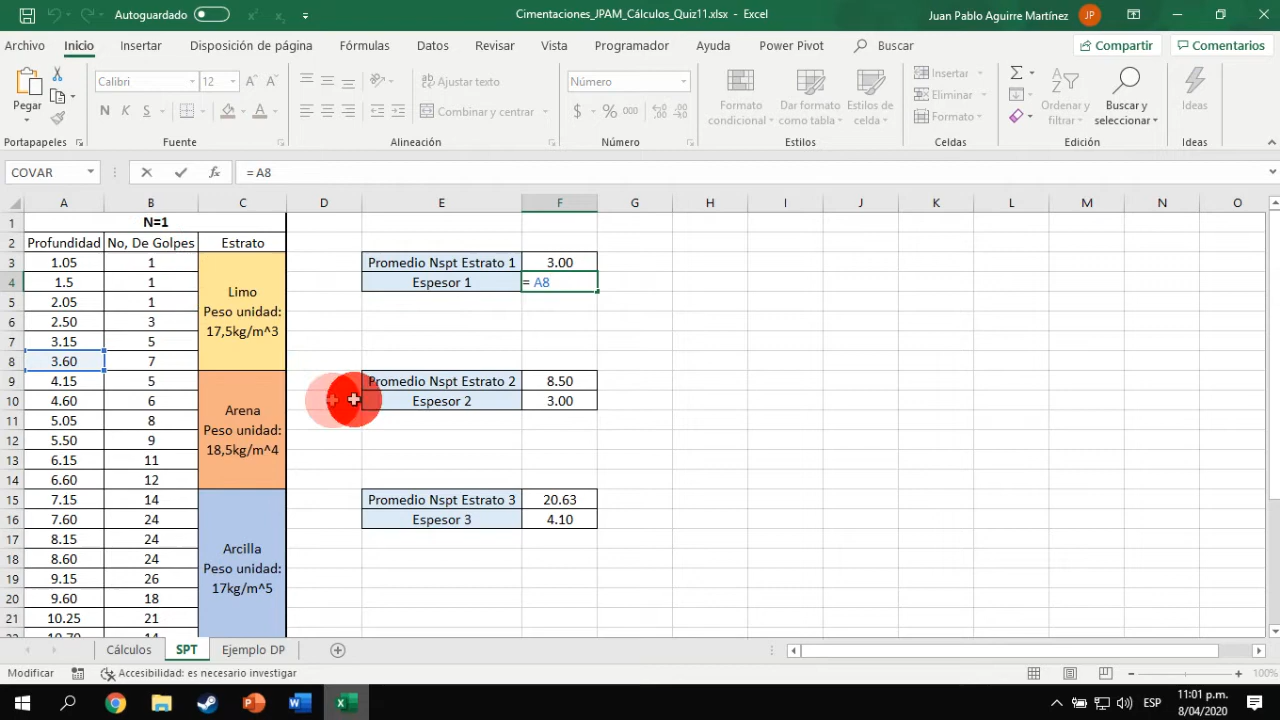 Autoguardado
Cimentaciones_JPAM_Cálculos_Quiz11.xlsx - Excel
Juan Pablo Aguirre Martínez
JP
Archivo Inicio Insertar Disposición de página Fórmulas Datos Revisar Vista Programador Ayuda Power Pivot Buscar
Compartir
Comentarios
Pegar
Calibri 12
N K S
Ajustar texto
Combinar y centrar
Número
$ % 000
Formato condicional
Dar formato como tabla
Estilos de celda
Insertar
Eliminar
Formato
Ordenar y filtrar
Buscar y seleccionar
Ideas
Portapapeles Fuente Alineación Número Estilos Celdas Edición Ideas
COVAR
fx
= A8
A B C D E F G H I J K L M N O
1 N=1
2 Profundidad No, De Golpes Estrato
3 1.05 1 Promedio Nspt Estrato 1 3.00
4 1.5 1 Espesor 1 = A8
5 2.05 1
6 2.50 3
7 3.15 5
8 3.60 7
Limo
Peso unidad:
17,5kg/m^3
9 4.15 5 Promedio Nspt Estrato 2 8.50
10 4.60 6 Espesor 2 3.00
11 5.05 8
12 5.50 9
13 6.15 11
14 6.60 12
Arena
Peso unidad:
18,5kg/m^4
15 7.15 14 Promedio Nspt Estrato 3 20.63
16 7.60 24 Espesor 3 4.10
17 8.15 24
18 8.60 24
19 9.15 26
20 9.60 18
21 10.25 21
22 10.70 14
Arcilla
Peso unidad:
17kg/m^5
Cálculos SPT Ejemplo DP
Modificar
Accesibilidad: es necesario investigar
100%
ESP
11:01 p.m.
8/04/2020